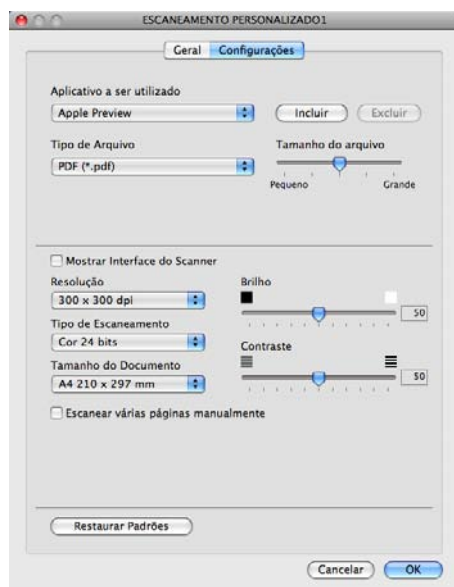 ESCANEAMENTO PERSONALIZADO1
Geral Configurações
Aplicativo a ser utilizado
Apple Preview Incluir Excluir
Tipo de Arquivo Tamanho do arquivo
PDF (*.pdf)
Pequeno Grande
Mostrar Interface do Scanner
Resolução Brilho
300 x 300 dpi
50
Tipo de Escaneamento
Cor 24 bits
Contraste
Tamanho do Documento
A4 210 x 297 mm
50
Escanear várias páginas manualmente
Restaurar Padrões
Cancelar OK